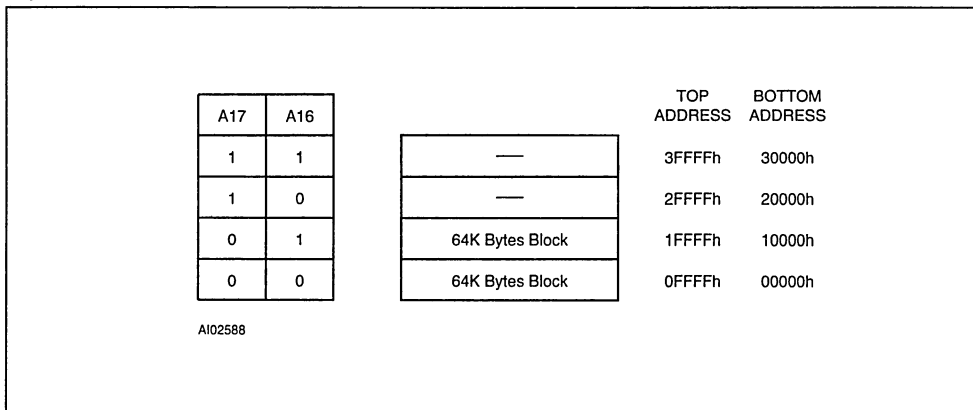 TOP BOTTOM
A17 A16 ADDRESS ADDRESS
1 1 — 3FFFFh 30000h
1 0 — 2FFFFh 20000h
0 1 64K Bytes Block 1FFFFh 10000h
0 0 64K Bytes Block 0FFFFh 00000h
AI02588